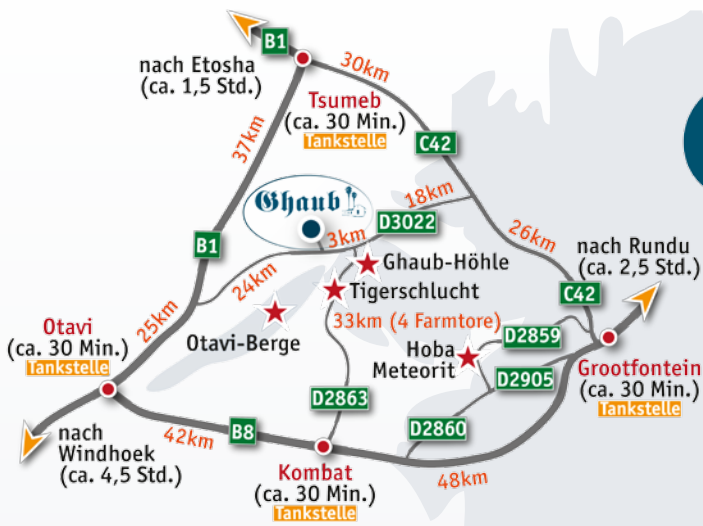 B1
nach Etosha
(ca. 1,5 Std.)
30km
Tsumeb
(ca. 30 Min.)
Tankstelle
37km
C42
Ghaub
18km
D3022
3km
26km
B1
24km
Ghaub-Höhle
nach Rundu
(ca. 2,5 Std.)
Tigerschlucht
C42
25km
Otavi
(ca. 30 Min.)
Tankstelle
Otavi-Berge
33km (4 Farmtore)
D2859
Hoba
Meteorit
Grootfontein
(ca. 30 Min.)
Tankstelle
D2905
D2863
nach
Windhoek
(ca. 4,5 Std.)
42km
B8
D2860
Kombat
(ca. 30 Min.)
Tankstelle
48km